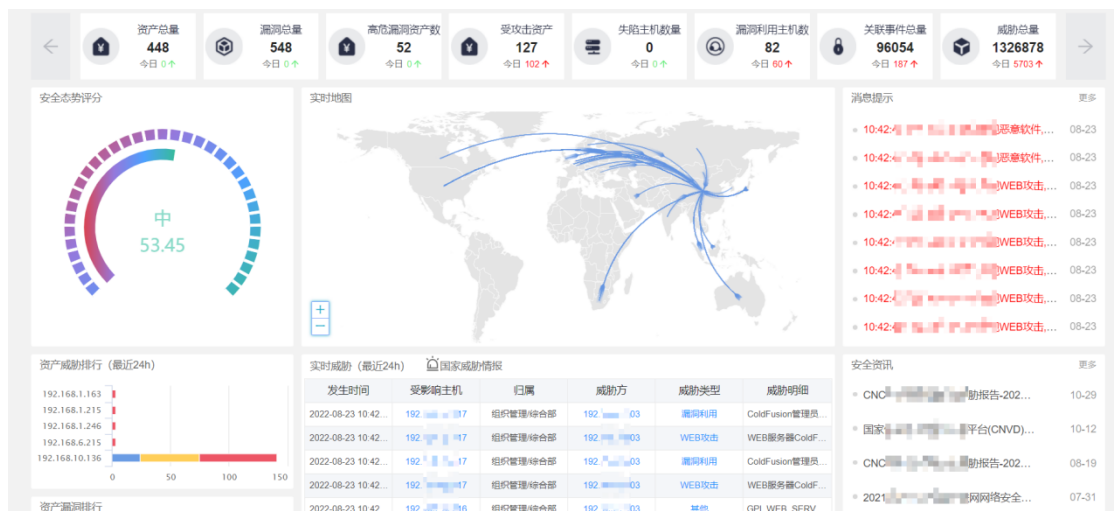 资产总量
448
今日 0↑
漏洞总量
548
今日 0↑
高危漏洞资产数
52
今日 0↑
受攻击资产
127
今日 102↑
失陷主机数量
0
今日 0↑
漏洞利用主机数
82
今日 60↑
关联事件总量
96054
今日 187↑
威胁总量
1326878
今日 5703↑
安全态势评分
中
53.45
实时地图
+
−
消息提示 更多
10:42: 恶意软件,... 08-23
10:42: 恶意软件,... 08-23
10:42: WEB攻击,... 08-23
10:42: WEB攻击,... 08-23
10:42: WEB攻击,... 08-23
10:42: WEB攻击,... 08-23
10:42: WEB攻击,... 08-23
10:42: WEB攻击,... 08-23
资产威胁排行（最近24h）
192.168.1.163
192.168.1.215
192.168.1.246
192.168.6.215
192.168.10.136
0 50 100 150
资产漏洞排行
实时威胁（最近24h） 国家威胁情报
发生时间 受影响主机 归属 威胁方 威胁类型 威胁明细
2022-08-23 10:42... 192. 17 组织管理/综合部 192. 03 漏洞利用 ColdFusion管理员...
2022-08-23 10:42... 192. 17 组织管理/综合部 192. 03 WEB攻击 WEB服务器ColdF...
2022-08-23 10:42... 192. 17 组织管理/综合部 192. 03 漏洞利用 ColdFusion管理员...
2022-08-23 10:42... 192. 17 组织管理/综合部 192. 03 WEB攻击 WEB服务器ColdF...
2022-08-23 10:42 192. 16 组织管理/综合部 192. 03 其他 GPL WEB_SERV
安全资讯 更多
CNC 胁报告-202... 10-29
国家 平台(CNVD)... 10-12
CNC 胁报告-202... 08-19
2021 网网络安全... 07-31